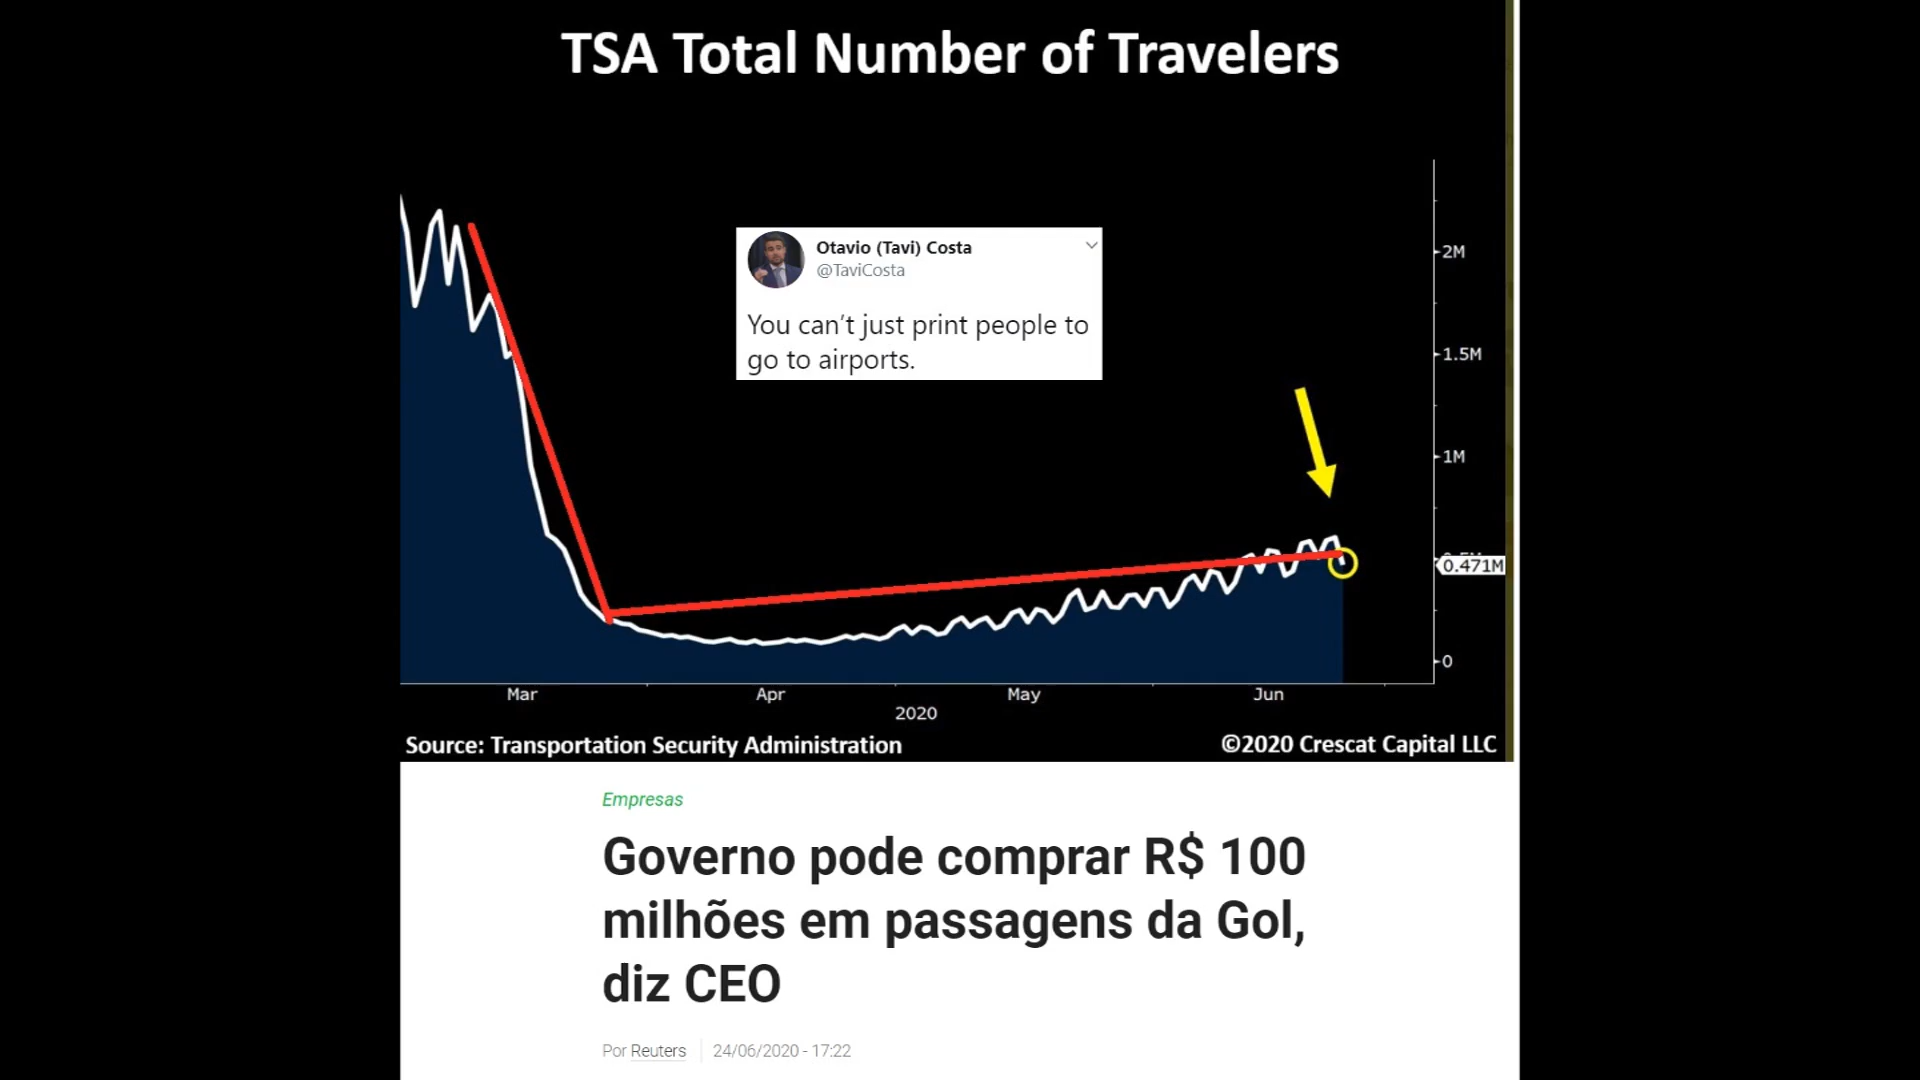 TSA Total Number of Travelers
Otavio (Tavi) Costa
@TaviCosta
You can't just print people to
go to airports.
2M
1.5M
1M
0.471M
0
Mar
Apr
May
Jun
2020
Source: Transportation Security Administration
©2020 Crescat Capital LLC
Empresas
Governo pode comprar R$ 100
milhões em passagens da Gol,
diz CEO
Por Reuters
24/06/2020 - 17:22